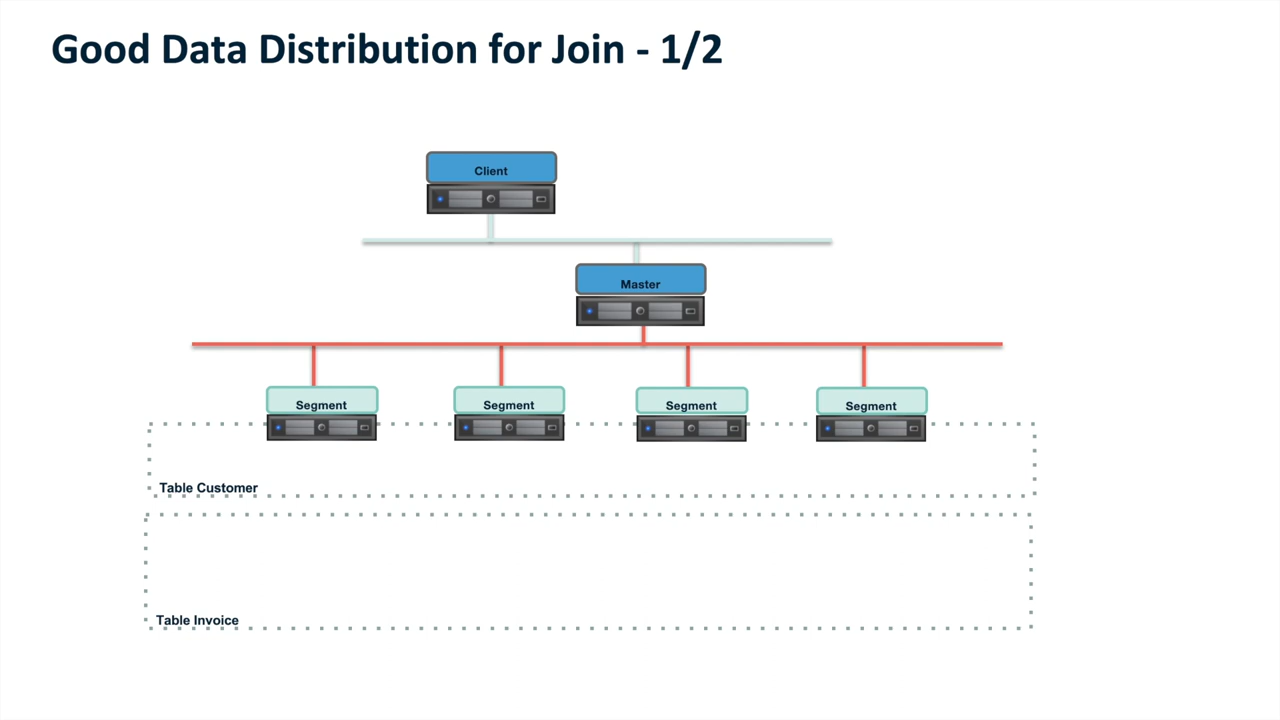 Good Data Distribution for Join - 1/2
Client
Master
Segment
Segment
Segment
Segment
Table Customer
Table Invoice